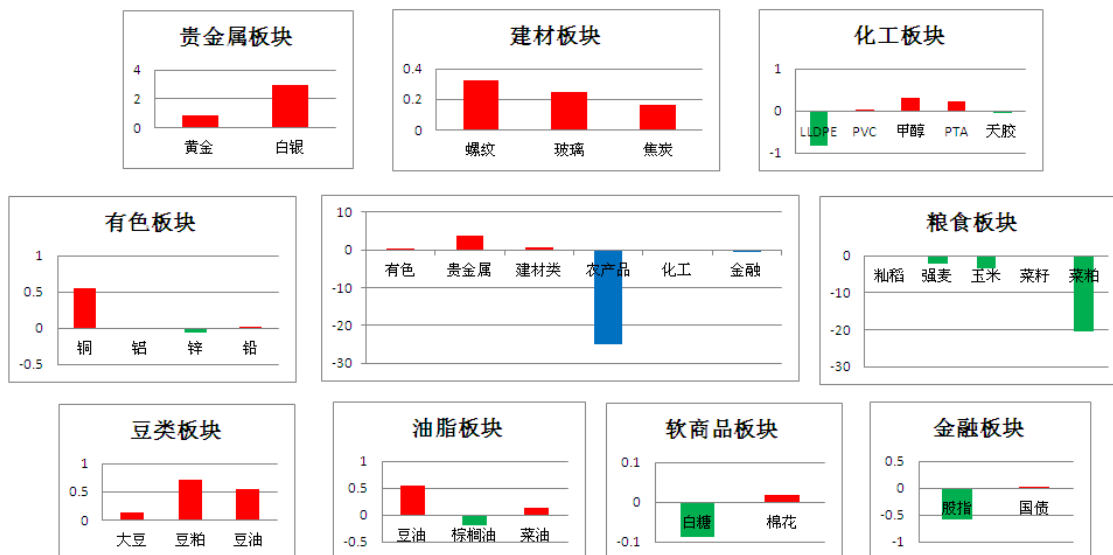 贵金属板块
4
2
0
黄金 白银
建材板块
0.4
0.2
0
螺纹 玻璃 焦炭
化工板块
1
0
-1
LLDPE PVC 甲醇 PTA 天胶
有色板块
1
0.5
0
-0.5
铜 铝 锌 铅
10
0
-10
-20
-30
有色 贵金属 建材类 农产品 化工 金融
粮食板块
0
-10
-20
-30
籼稻 强麦 玉米 菜籽 菜粕
豆类板块
1
0.5
0
大豆 豆粕 豆油
油脂板块
1
0.5
0
-0.5
豆油 棕榈油 菜油
软商品板块
0.1
0
-0.1
白糖 棉花
金融板块
0.5
0
-0.5
-1
股指 国债